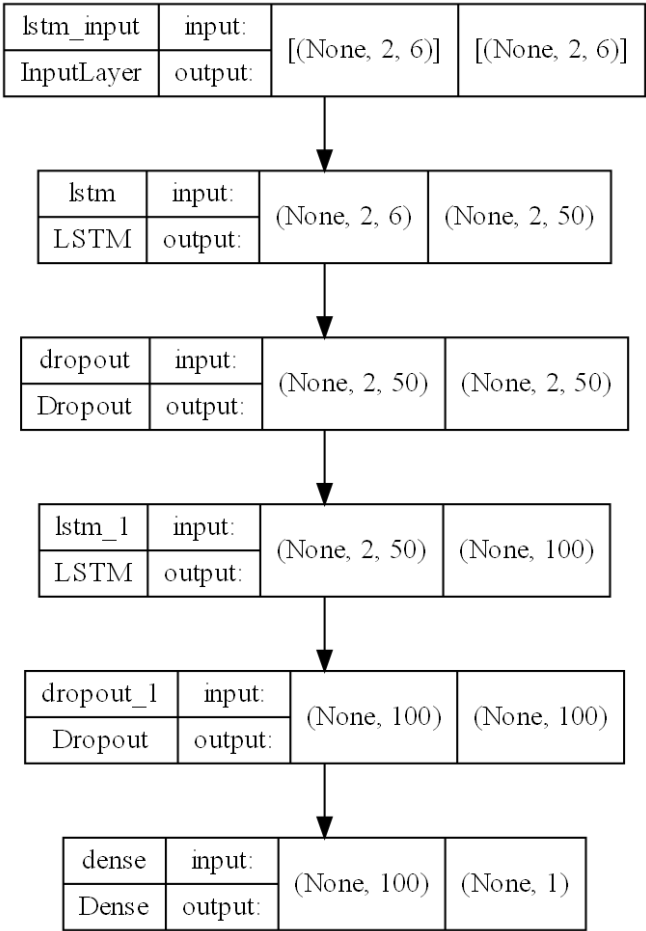 lstm_input input: [(None, 2, 6)] [(None, 2, 6)]
InputLayer output:
lstm input: (None, 2, 6) (None, 2, 50)
LSTM output:
dropout input: (None, 2, 50) (None, 2, 50)
Dropout output:
lstm_1 input: (None, 2, 50) (None, 100)
LSTM output:
dropout_1 input: (None, 100) (None, 100)
Dropout output:
dense input: (None, 100) (None, 1)
Dense output: